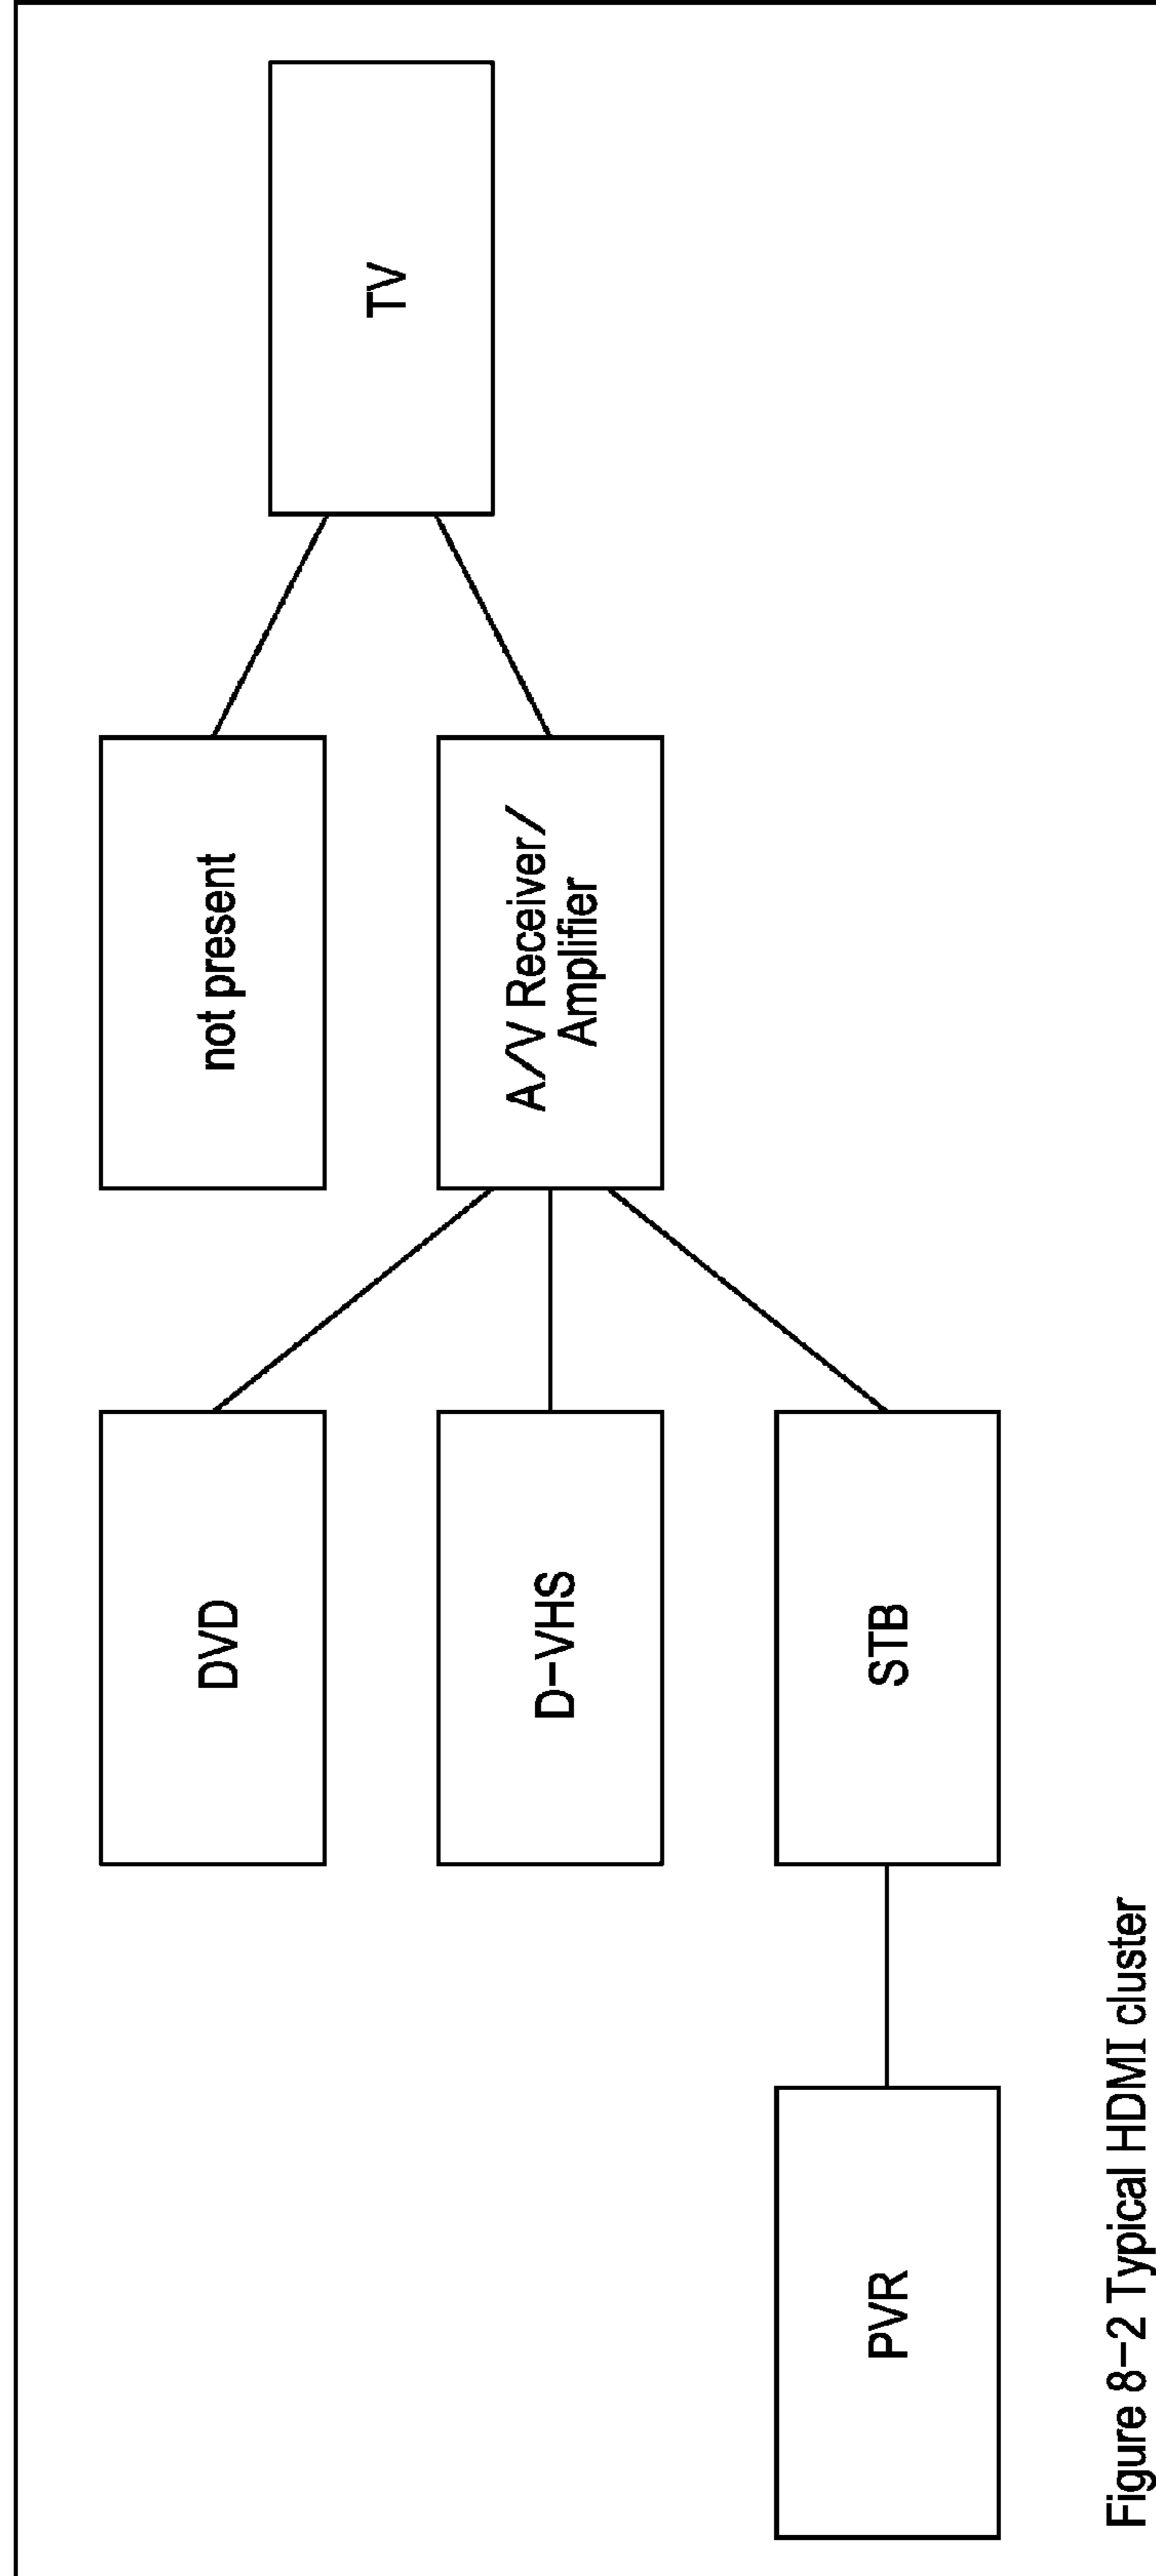 DVD
not present
TV
D-VHS
A/V Receiver/
Amplifier
PVR
STB
Figure 8-2 Typical HDMI cluster